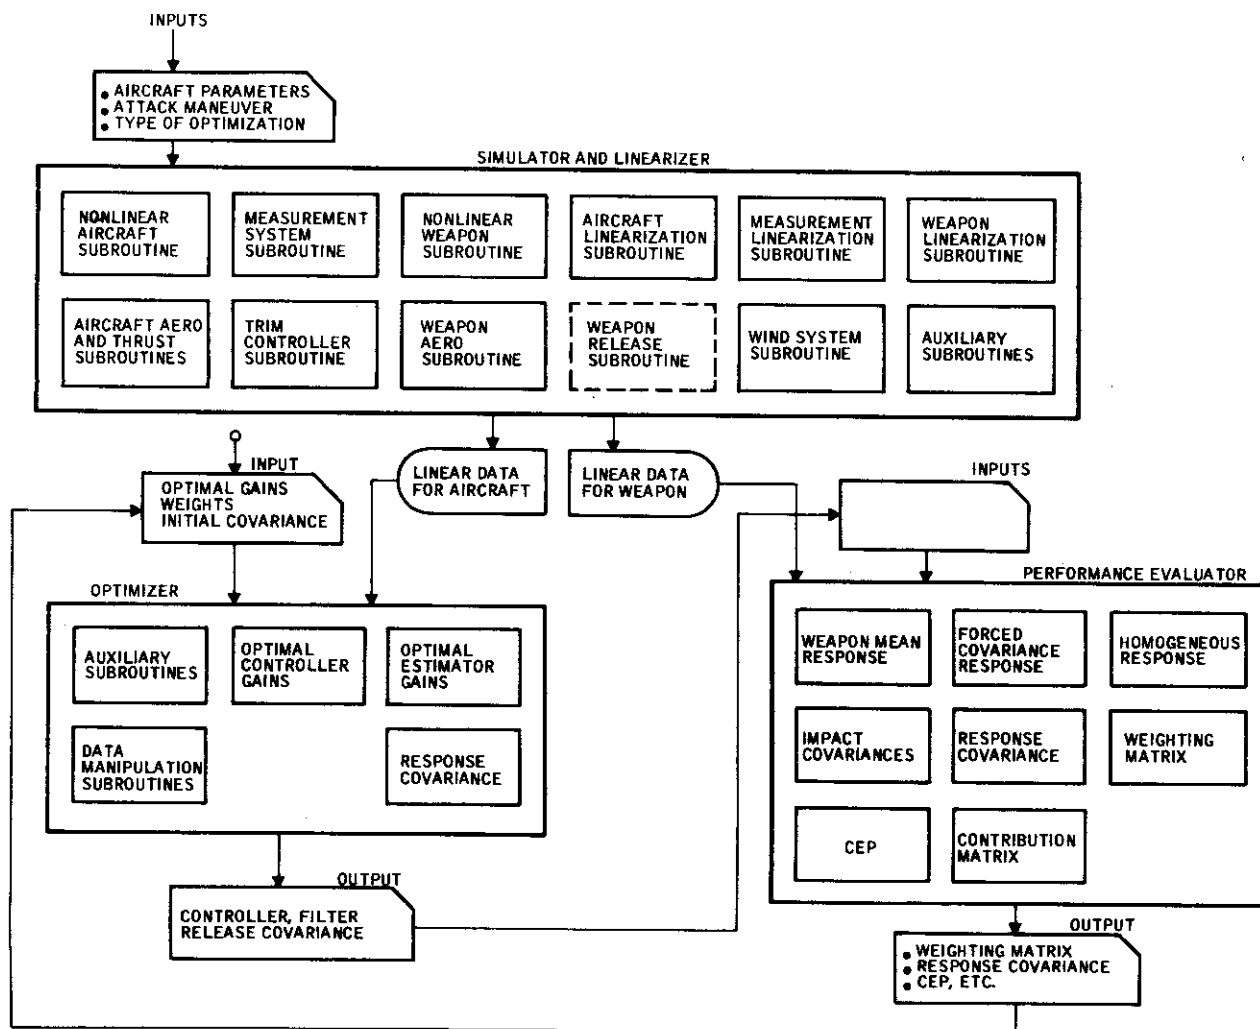 INPUTS
• AIRCRAFT PARAMETERS
• ATTACK MANEUVER
• TYPE OF OPTIMIZATION
SIMULATOR AND LINEARIZER
NONLINEAR
AIRCRAFT
SUBROUTINE
MEASUREMENT
SYSTEM
SUBROUTINE
NONLINEAR
WEAPON
SUBROUTINE
AIRCRAFT
LINEARIZATION
SUBROUTINE
MEASUREMENT
LINEARIZATION
SUBROUTINE
WEAPON
LINEARIZATION
SUBROUTINE
AIRCRAFT AERO
AND THRUST
SUBROUTINES
TRIM
CONTROLLER
SUBROUTINE
WEAPON
AERO
SUBROUTINE
WEAPON
RELEASE
SUBROUTINE
WIND SYSTEM
SUBROUTINE
AUXILIARY
SUBROUTINES
INPUT
OPTIMAL GAINS
WEIGHTS
INITIAL COVARIANCE
LINEAR DATA
FOR AIRCRAFT
LINEAR DATA
FOR WEAPON
INPUTS
OPTIMIZER
AUXILIARY
SUBROUTINES
OPTIMAL
CONTROLLER
GAINS
OPTIMAL
ESTIMATOR
GAINS
DATA
MANIPULATION
SUBROUTINES
RESPONSE
COVARIANCE
OUTPUT
CONTROLLER, FILTER
RELEASE COVARIANCE
PERFORMANCE EVALUATOR
WEAPON MEAN
RESPONSE
FORCED
COVARIANCE
RESPONSE
HOMOGENEOUS
RESPONSE
IMPACT
COVARIANCES
RESPONSE
COVARIANCE
WEIGHTING
MATRIX
CEP
CONTRIBUTION
MATRIX
OUTPUT
• WEIGHTING MATRIX
• RESPONSE COVARIANCE
• CEP, ETC.